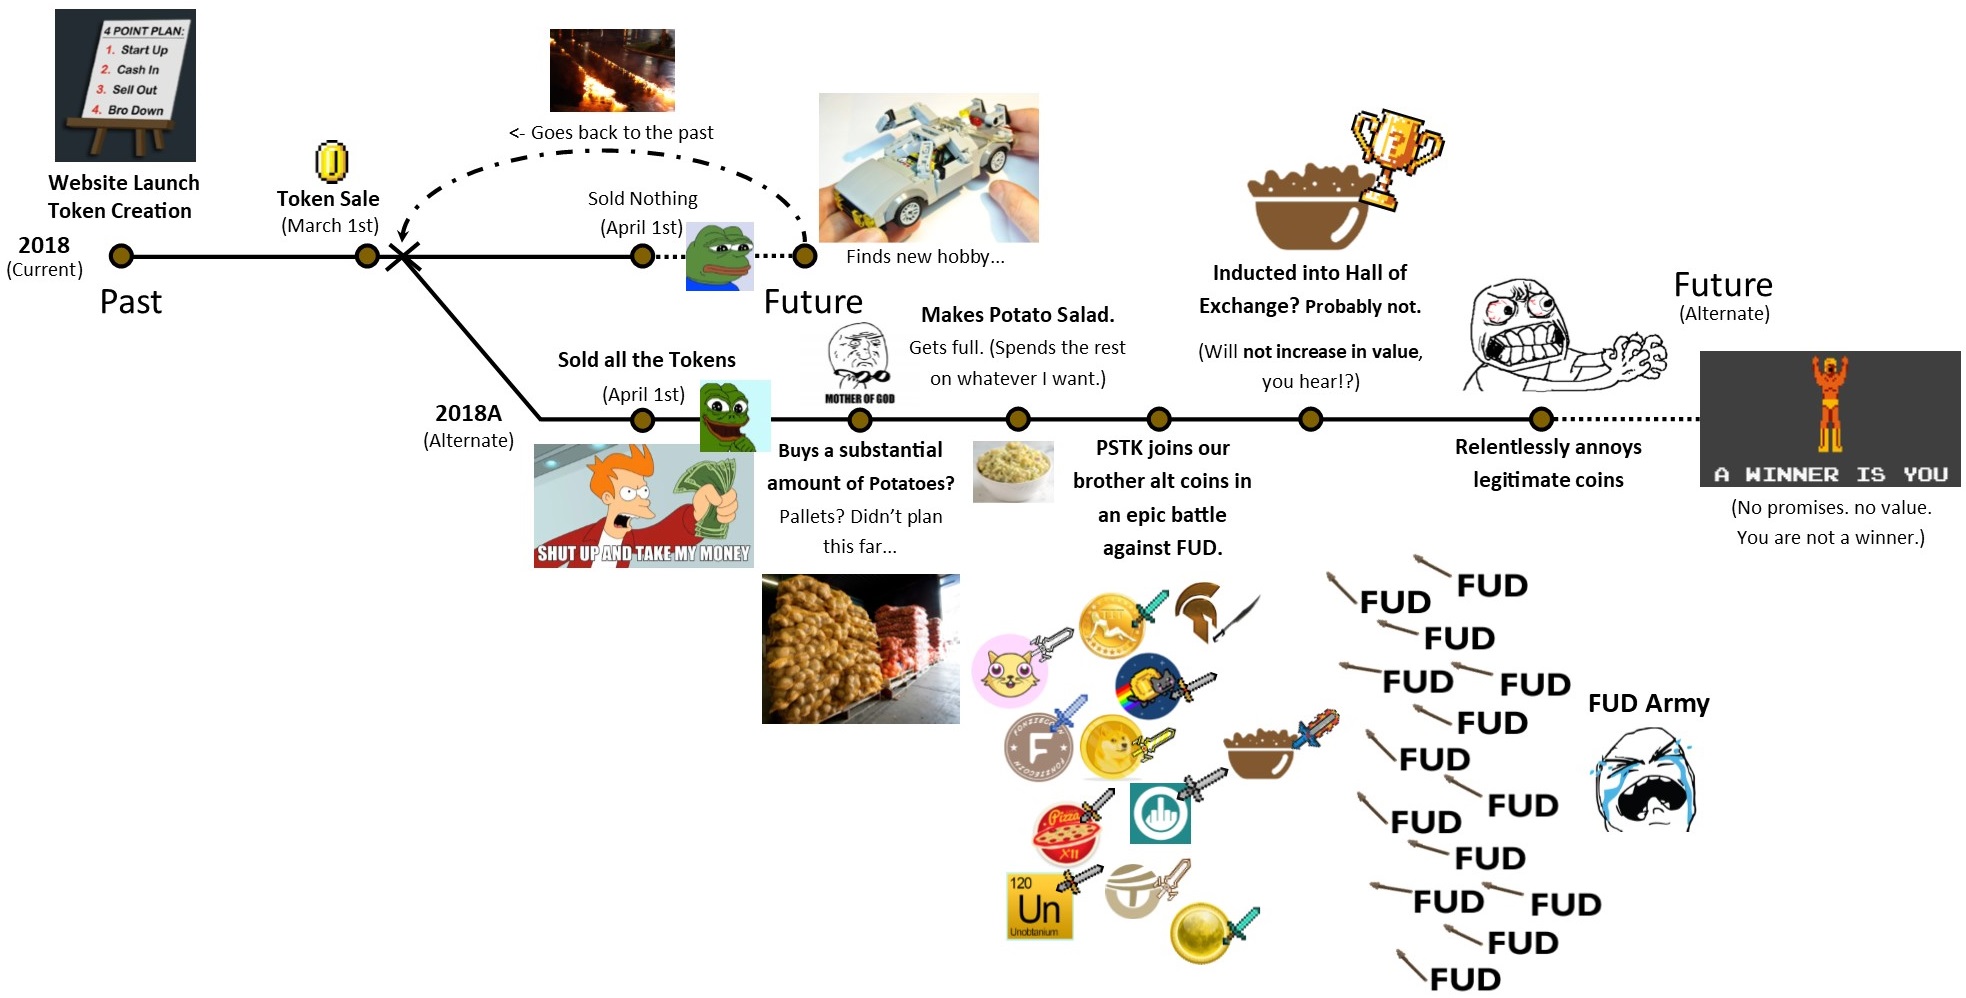 4 POINT PLAN:
1. Start Up
2. Cash In
3. Sell Out
4. Bro Down
Website Launch
Token Creation
2018
(Current)
Past
Token Sale
(March 1st)
<- Goes back to the past
Sold Nothing
(April 1st)
Finds new hobby...
Future
2018A
(Alternate)
Sold all the Tokens
(April 1st)
SHUT UP AND TAKE MY MONEY
MOTHER OF GOD
Buys a substantial
amount of Potatoes?
Pallets? Didn't plan
this far...
Makes Potato Salad.
Gets full. (Spends the rest
on whatever I want.)
PSTK joins our
brother alt coins in
an epic battle
against FUD.
Inducted into Hall of
Exchange? Probably not.
(Will not increase in value,
you hear!?)
Relentlessly annoys
legitimate coins
Future
(Alternate)
A WINNER IS YOU
(No promises. no value.
You are not a winner.)
F
FONZIECOIN
FONZIECOIN
Pizza
XII
120
Un
Unobtanium
FUD
FUD
FUD
FUD
FUD
FUD
FUD
FUD
FUD
FUD
FUD
FUD
FUD
FUD
FUD Army